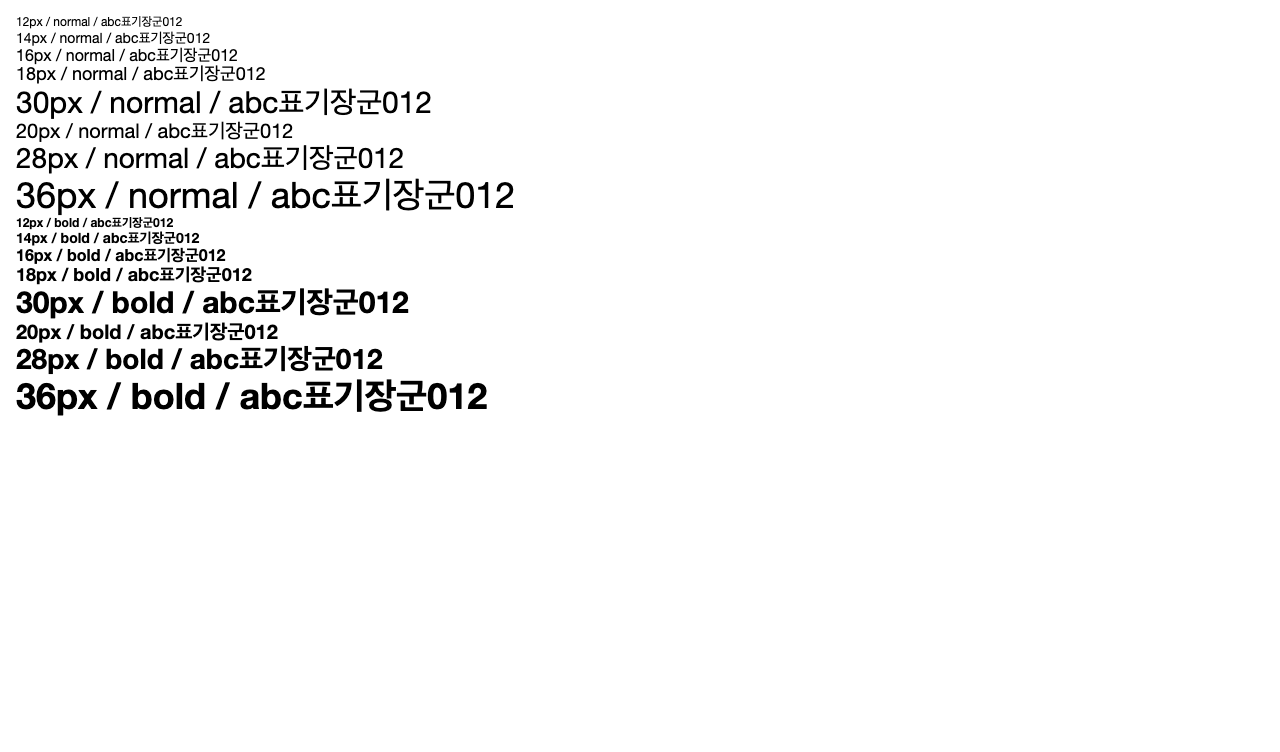 12px / normal / abc표기장군012
14px / normal / abc표기장군012
16px / normal / abc표기장군012
18px / normal / abc표기장군012
30px / normal / abc표기장군012
20px / normal / abc표기장군012
28px / normal / abc표기장군012
36px / normal / abc표기장군012
12px / bold / abc표기장군012
14px / bold / abc표기장군012
16px / bold / abc표기장군012
18px / bold / abc표기장군012
30px / bold / abc표기장군012
20px / bold / abc표기장군012
28px / bold / abc표기장군012
36px / bold / abc표기장군012